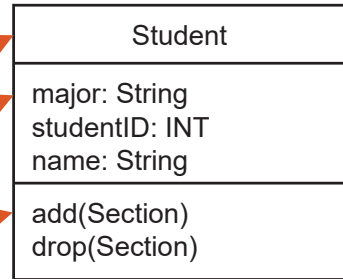 Student
major: String
studentID: INT
name: String
add(Section)
drop(Section)